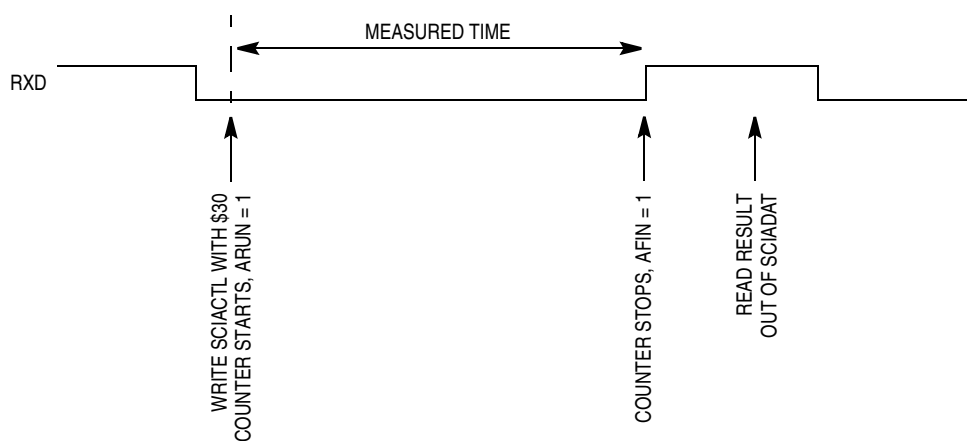 MEASURED TIME
RXD
WRITE SCIACTL WITH $30
COUNTER STARTS, ARUN = 1
COUNTER STOPS, AFIN = 1
READ RESULT
OUT OF SCIADAT